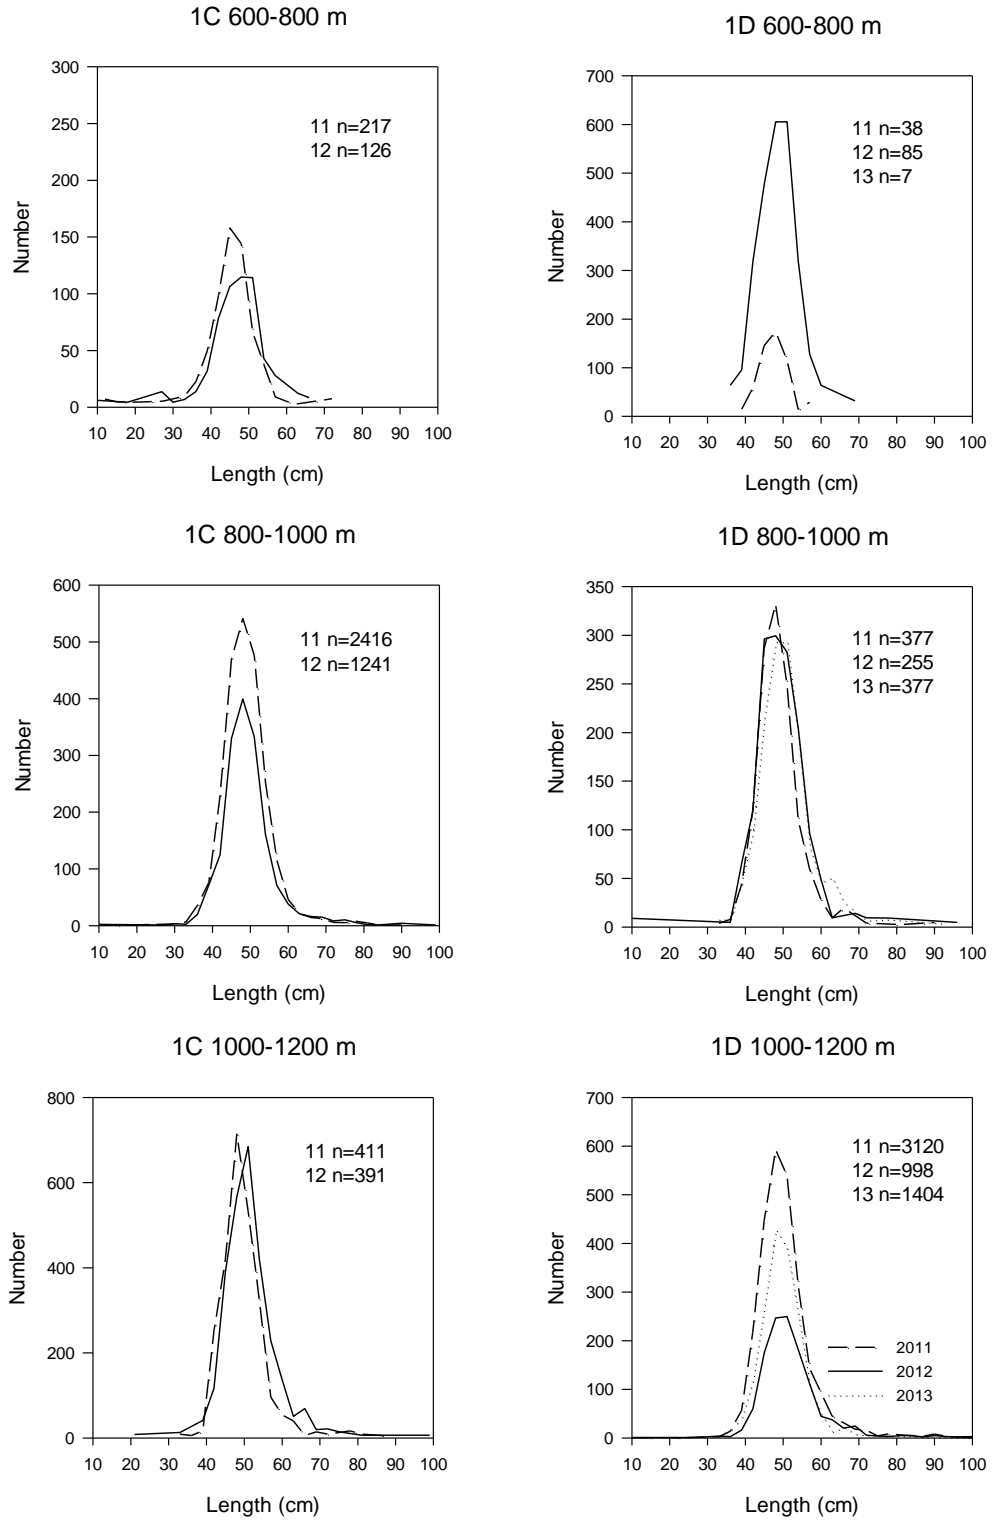 1C 600-800 m
300
250
200
150
100
50
0
Number
11 n=217
12 n=126
10 20 30 40 50 60 70 80 90 100
Length (cm)
1D 600-800 m
700
600
500
400
300
200
100
0
Number
11 n=38
12 n=85
13 n=7
10 20 30 40 50 60 70 80 90 100
Length (cm)
1C 800-1000 m
600
500
400
300
200
100
0
Number
11 n=2416
12 n=1241
10 20 30 40 50 60 70 80 90 100
Length (cm)
1D 800-1000 m
350
300
250
200
150
100
50
0
Number
11 n=377
12 n=255
13 n=377
10 20 30 40 50 60 70 80 90 100
Lenght (cm)
1C 1000-1200 m
800
600
400
200
0
Number
11 n=411
12 n=391
10 20 30 40 50 60 70 80 90 100
Length (cm)
1D 1000-1200 m
700
600
500
400
300
200
100
0
Number
11 n=3120
12 n=998
13 n=1404
2011
2012
2013
10 20 30 40 50 60 70 80 90 100
Length (cm)